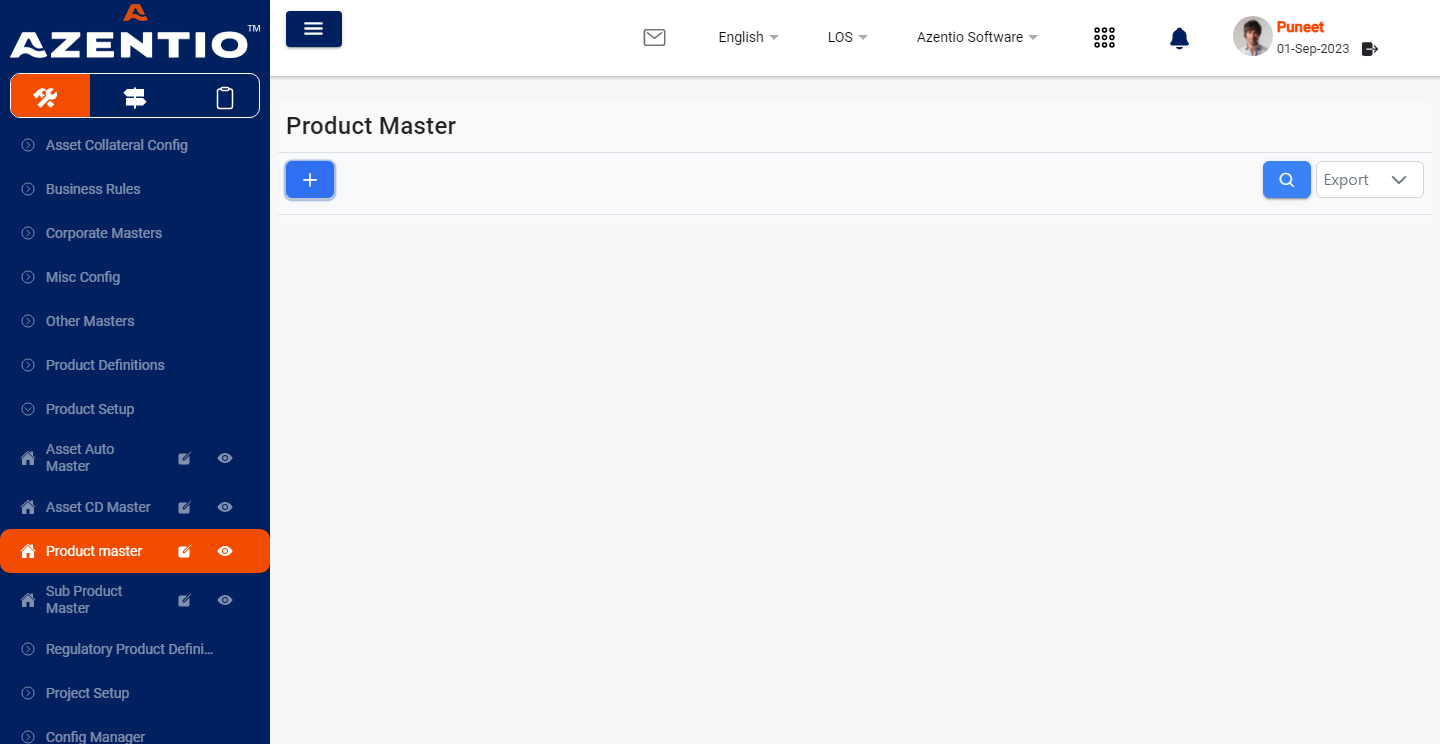 AZENTIO™
English
LOS
Azentio Software
Puneet
01-Sep-2023
Asset Collateral Config
Business Rules
Corporate Masters
Misc Config
Other Masters
Product Definitions
Product Setup
Asset Auto
Master
Asset CD Master
Product master
Sub Product
Master
Regulatory Product Defini...
Project Setup
Config Manager
Product Master
Export